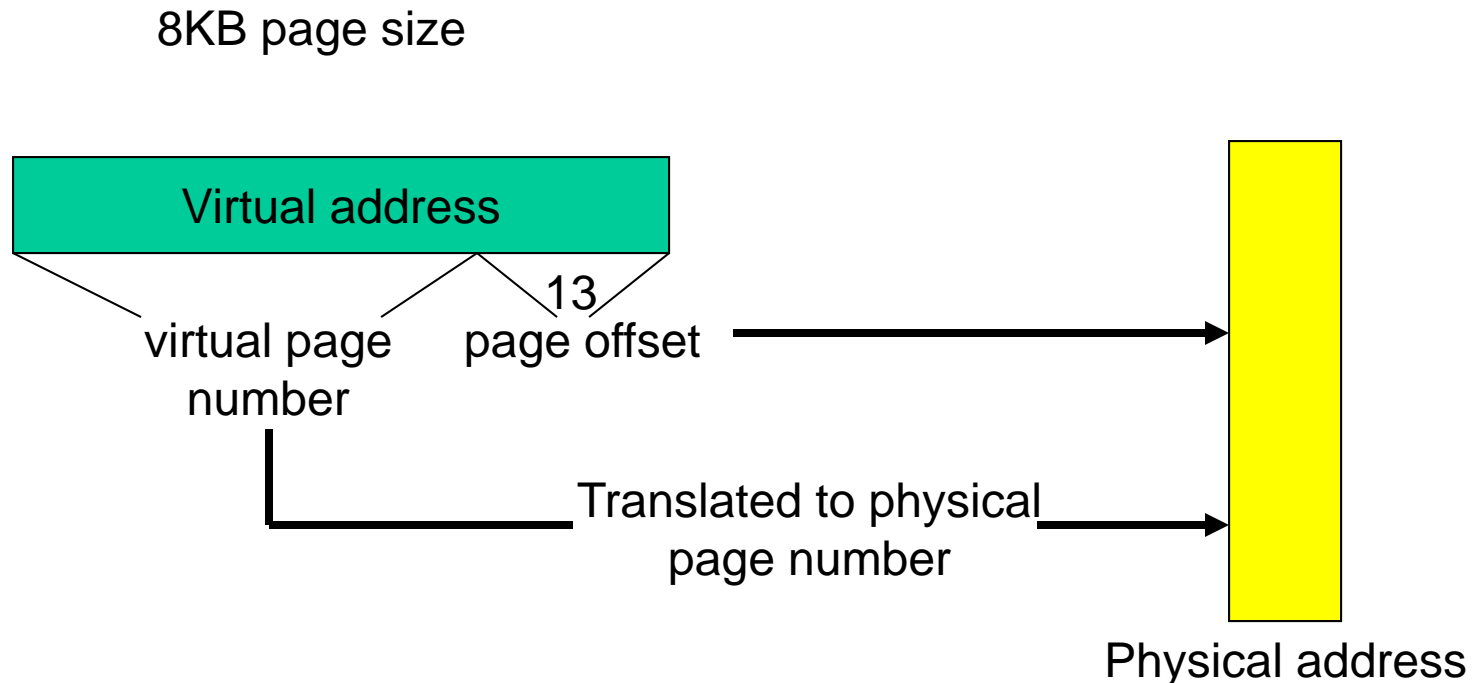 8KB page size
Virtual address
13
virtual page
number
page offset
Translated to physical
page number
Physical address